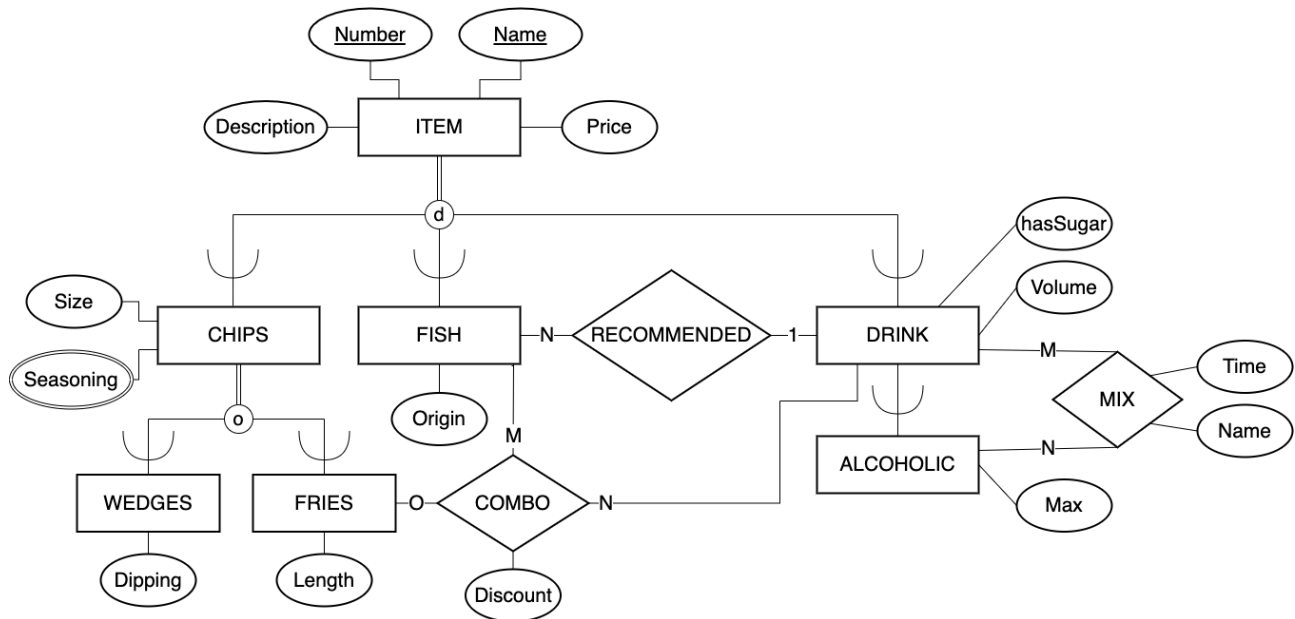 Number
Name
Description
ITEM
Price
d
hasSugar
Size
Volume
CHIPS
FISH
N
RECOMMENDED
1
DRINK
M
Time
Seasoning
MIX
Origin
Name
o
M
N
ALCOHOLIC
WEDGES
FRIES
O
COMBO
N
Max
Dipping
Length
Discount